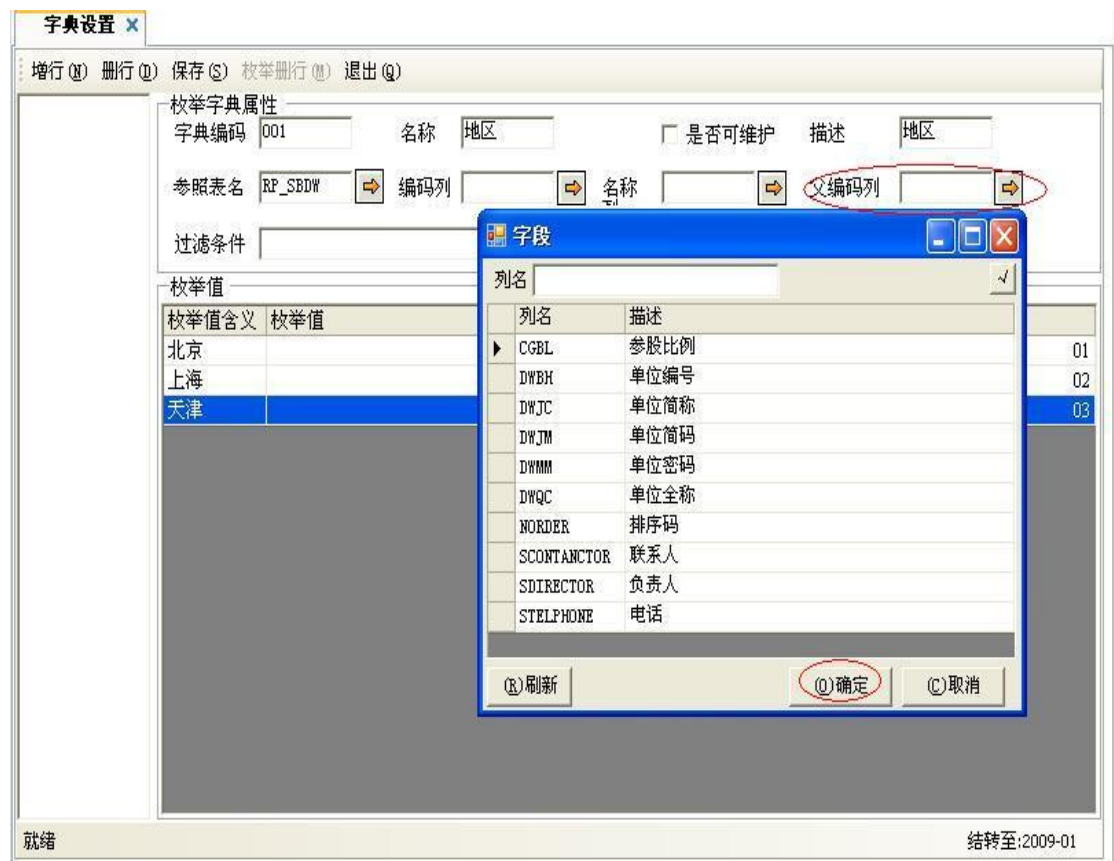 字典设置
增行(N) 删行(D) 保存(S) 枚举删行(M) 退出(Q)
枚举字典属性
字典编码 001 名称 地区 是否可维护 描述 地区
参照表名 RP_SBDW 编码列 名称列 父编码列
过滤条件
枚举值
枚举值含义 枚举值
北京 01
上海 02
天津 03
字段
列名
列名 描述
CGBL 参股比例
DWBH 单位编号
DWJC 单位简称
DWJM 单位简码
DWMM 单位密码
DWQC 单位全称
NORDER 排序码
SCONTANCTOR 联系人
SDIRECTOR 负责人
STELPHONE 电话
(R)刷新 (O)确定 (C)取消
就绪 结转至:2009-01